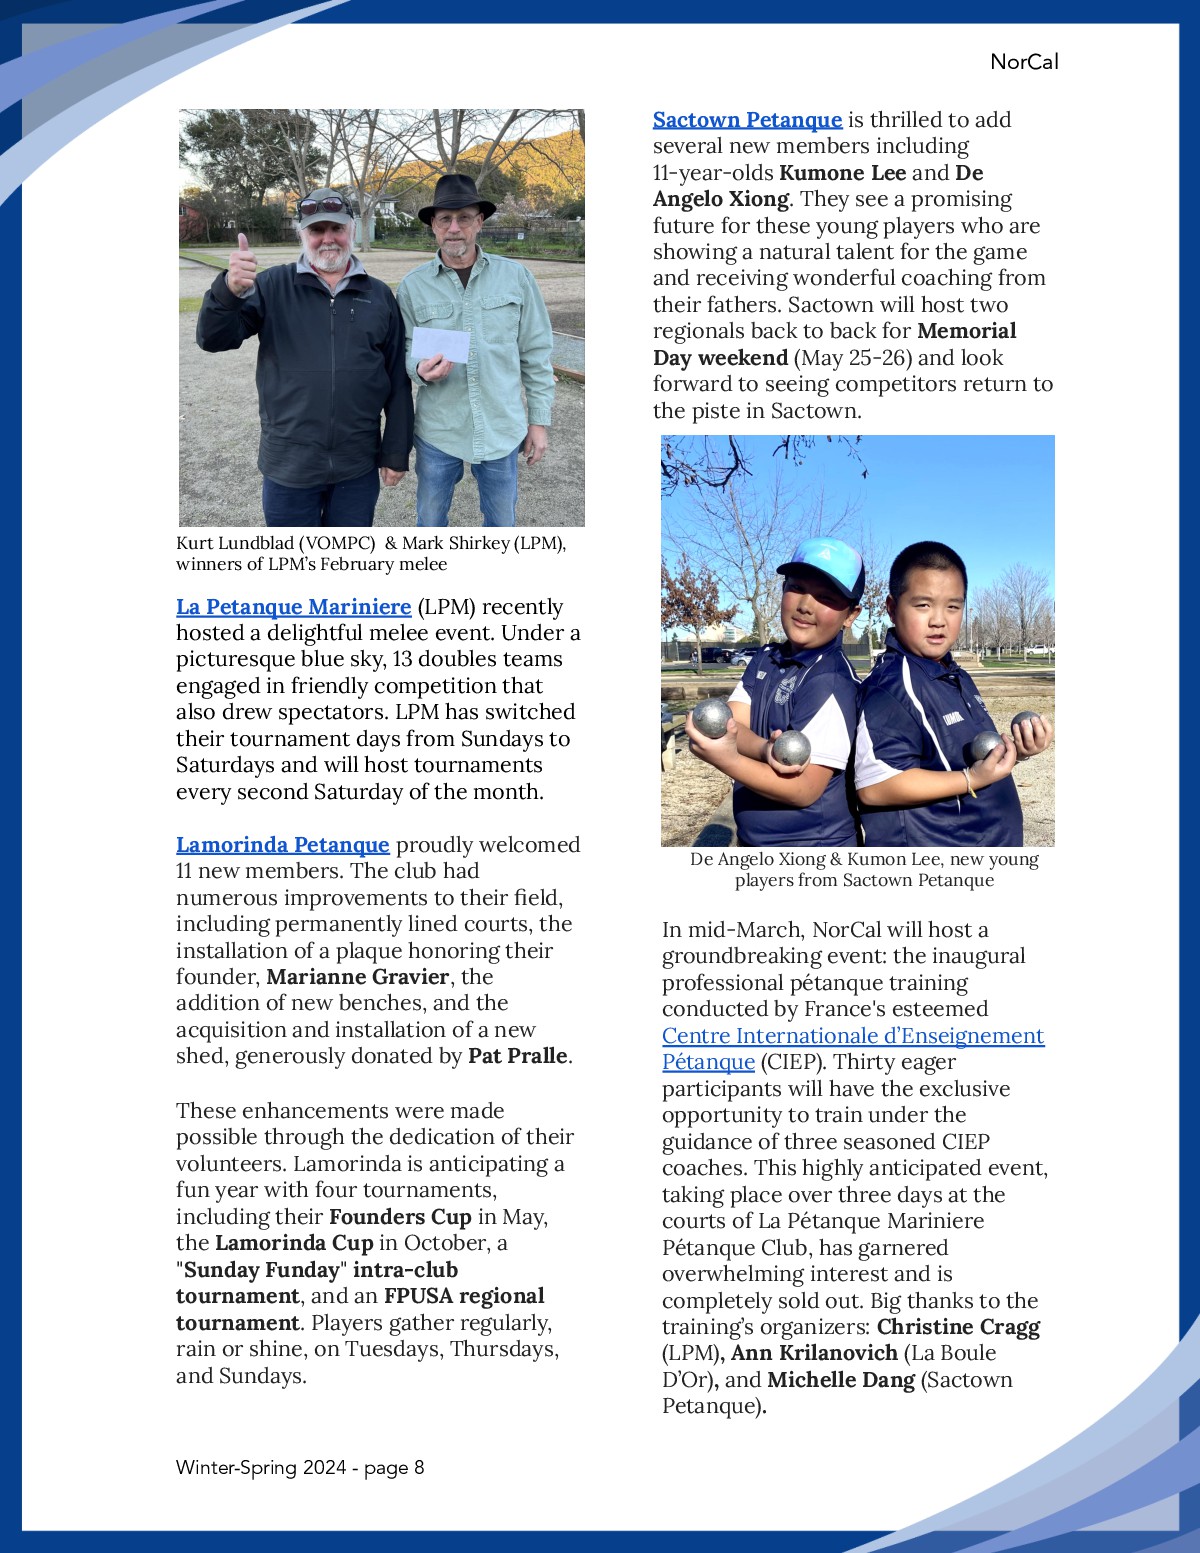 NorCal
Kurt Lundblad (VOMPC)  & Mark Shirkey (LPM),
winners of LPM's February melee
La Petanque Mariniere (LPM) recently
hosted a delightful melee event. Under a
picturesque blue sky, 13 doubles teams
engaged in friendly competition that
also drew spectators. LPM has switched
their tournament days from Sundays to
Saturdays and will host tournaments
every second Saturday of the month.
Lamorinda Petanque proudly welcomed
11 new members. The club had
numerous improvements to their field,
including permanently lined courts, the
installation of a plaque honoring their
founder, Marianne Gravier, the
addition of new benches, and the
acquisition and installation of a new
shed, generously donated by Pat Pralle.
These enhancements were made
possible through the dedication of their
volunteers. Lamorinda is anticipating a
fun year with four tournaments,
including their Founders Cup in May,
the Lamorinda Cup in October, a
"Sunday Funday" intra-club
tournament, and an FPUSA regional
tournament. Players gather regularly,
rain or shine, on Tuesdays, Thursdays,
and Sundays.
Sactown Petanque is thrilled to add
several new members including
11-year-olds Kumone Lee and De
Angelo Xiong. They see a promising
future for these young players who are
showing a natural talent for the game
and receiving wonderful coaching from
their fathers. Sactown will host two
regionals back to back for Memorial
Day weekend (May 25-26) and look
forward to seeing competitors return to
the piste in Sactown.
De Angelo Xiong & Kumon Lee, new young
players from Sactown Petanque
In mid-March, NorCal will host a
groundbreaking event: the inaugural
professional pétanque training
conducted by France's esteemed
Centre Internationale d'Enseignement
Pétanque (CIEP). Thirty eager
participants will have the exclusive
opportunity to train under the
guidance of three seasoned CIEP
coaches. This highly anticipated event,
taking place over three days at the
courts of La Pétanque Mariniere
Pétanque Club, has garnered
overwhelming interest and is
completely sold out. Big thanks to the
training's organizers: Christine Cragg
(LPM), Ann Krilanovich (La Boule
D'Or), and Michelle Dang (Sactown
Petanque).
Winter-Spring 2024 - page 8